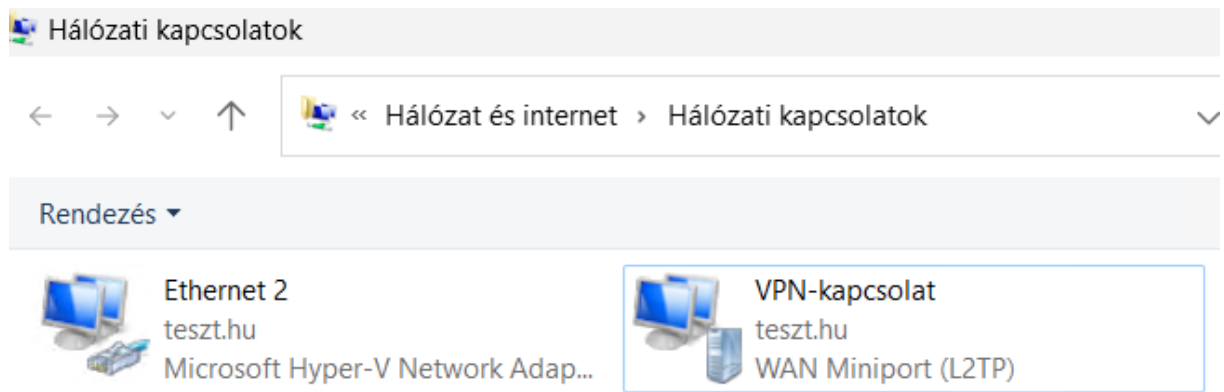 Hálózati kapcsolatok
« Hálózat és internet › Hálózati kapcsolatok
Rendezés
Ethernet 2
teszt.hu
Microsoft Hyper-V Network Adap...
VPN-kapcsolat
teszt.hu
WAN Miniport (L2TP)